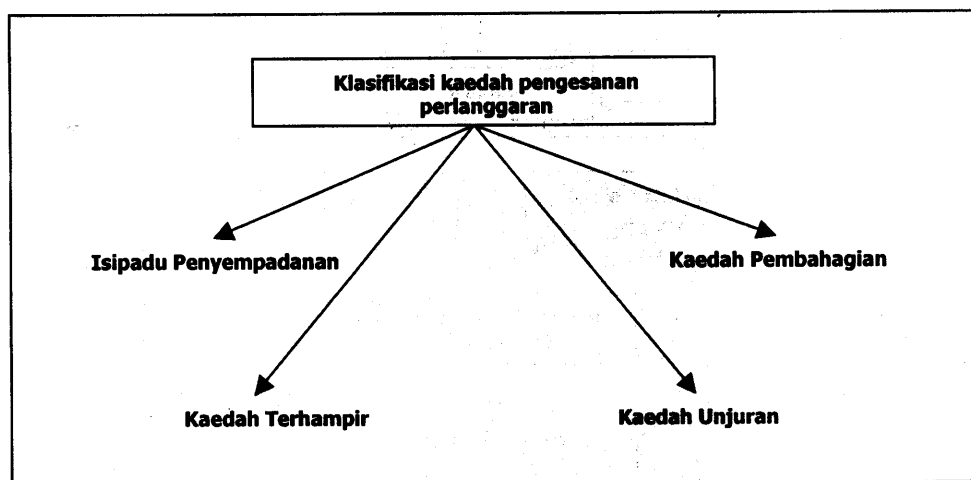 Klasifikasi kaedah pengesanan
perlanggaran
Isipadu Penyempadanan
Kaedah Pembahagian
Kaedah Terhampir
Kaedah Unjuran